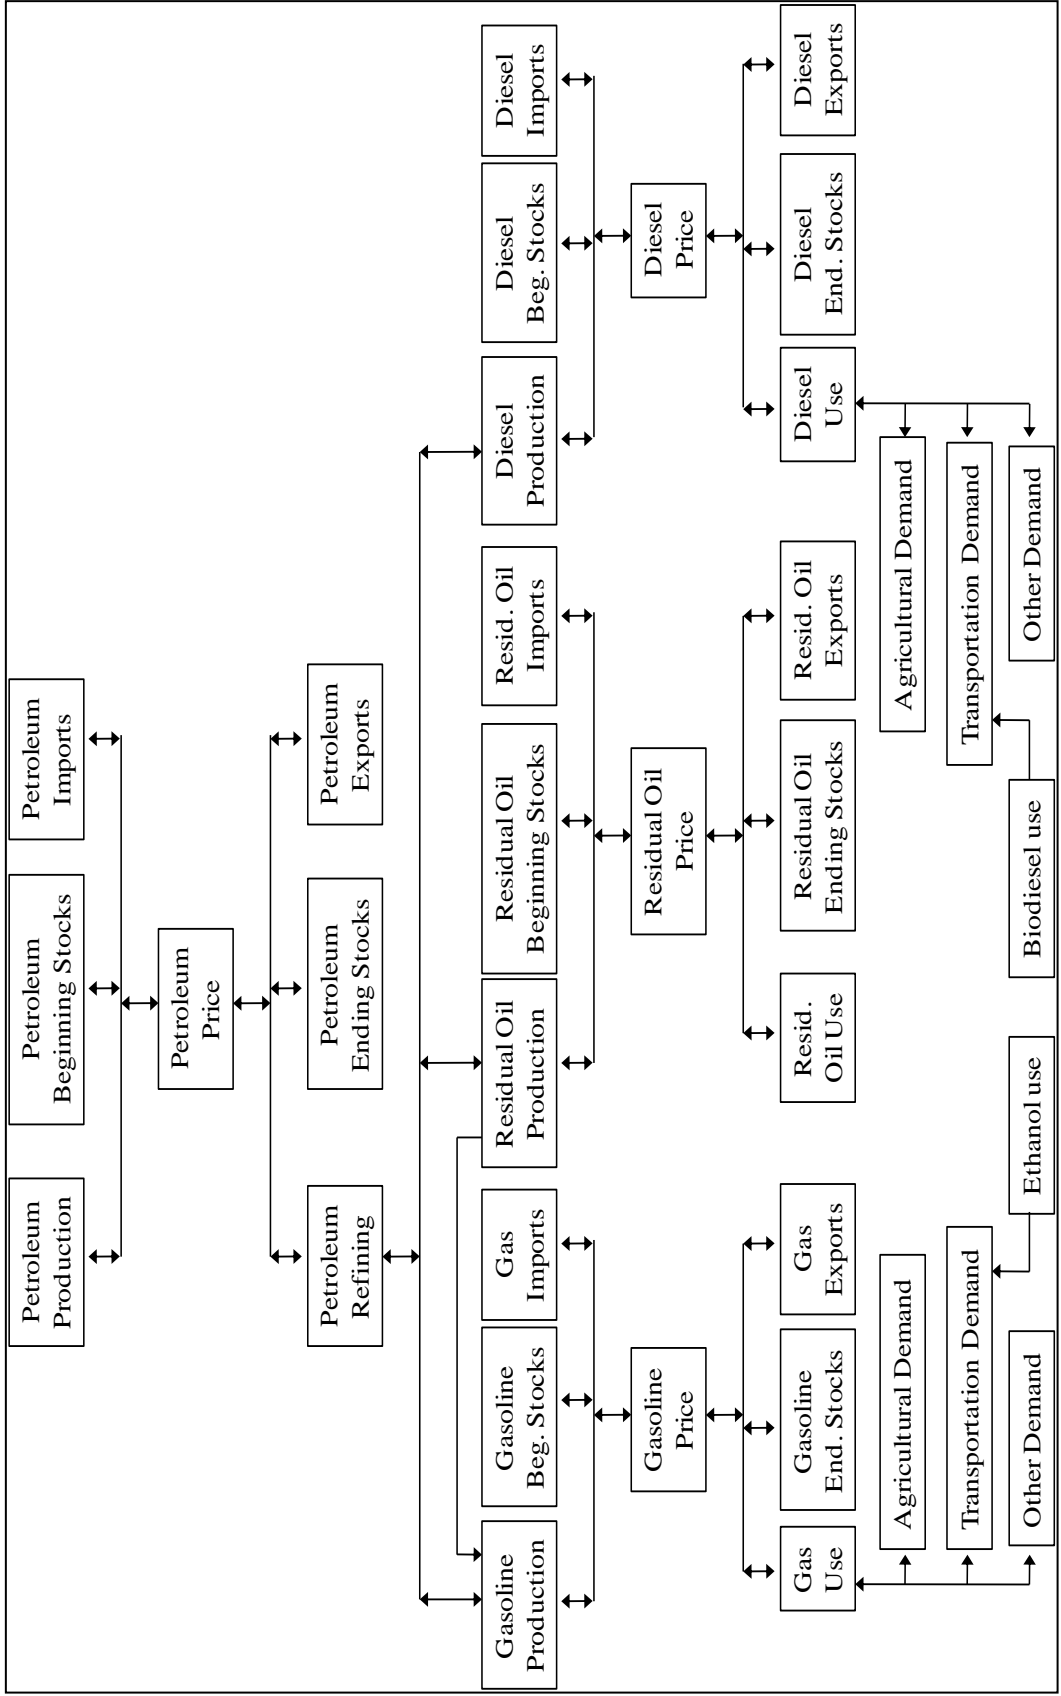 Petroleum
Production
Petroleum
Beginning Stocks
Petroleum
Imports
Petroleum
Price
Petroleum
Refining
Petroleum
Ending Stocks
Petroleum
Exports
Gasoline
Production
Gasoline
Beg. Stocks
Gas
Imports
Residual Oil
Production
Residual Oil
Beginning Stocks
Resid. Oil
Imports
Diesel
Production
Diesel
Beg. Stocks
Diesel
Imports
Gasoline
Price
Residual Oil
Price
Diesel
Price
Gas
Use
Gasoline
End. Stocks
Gas
Exports
Resid.
Oil Use
Residual Oil
Ending Stocks
Resid. Oil
Exports
Diesel
Use
Diesel
End. Stocks
Diesel
Exports
Agricultural Demand
Agricultural Demand
Transportation Demand
Transportation Demand
Other Demand
Ethanol use
Biodiesel use
Other Demand